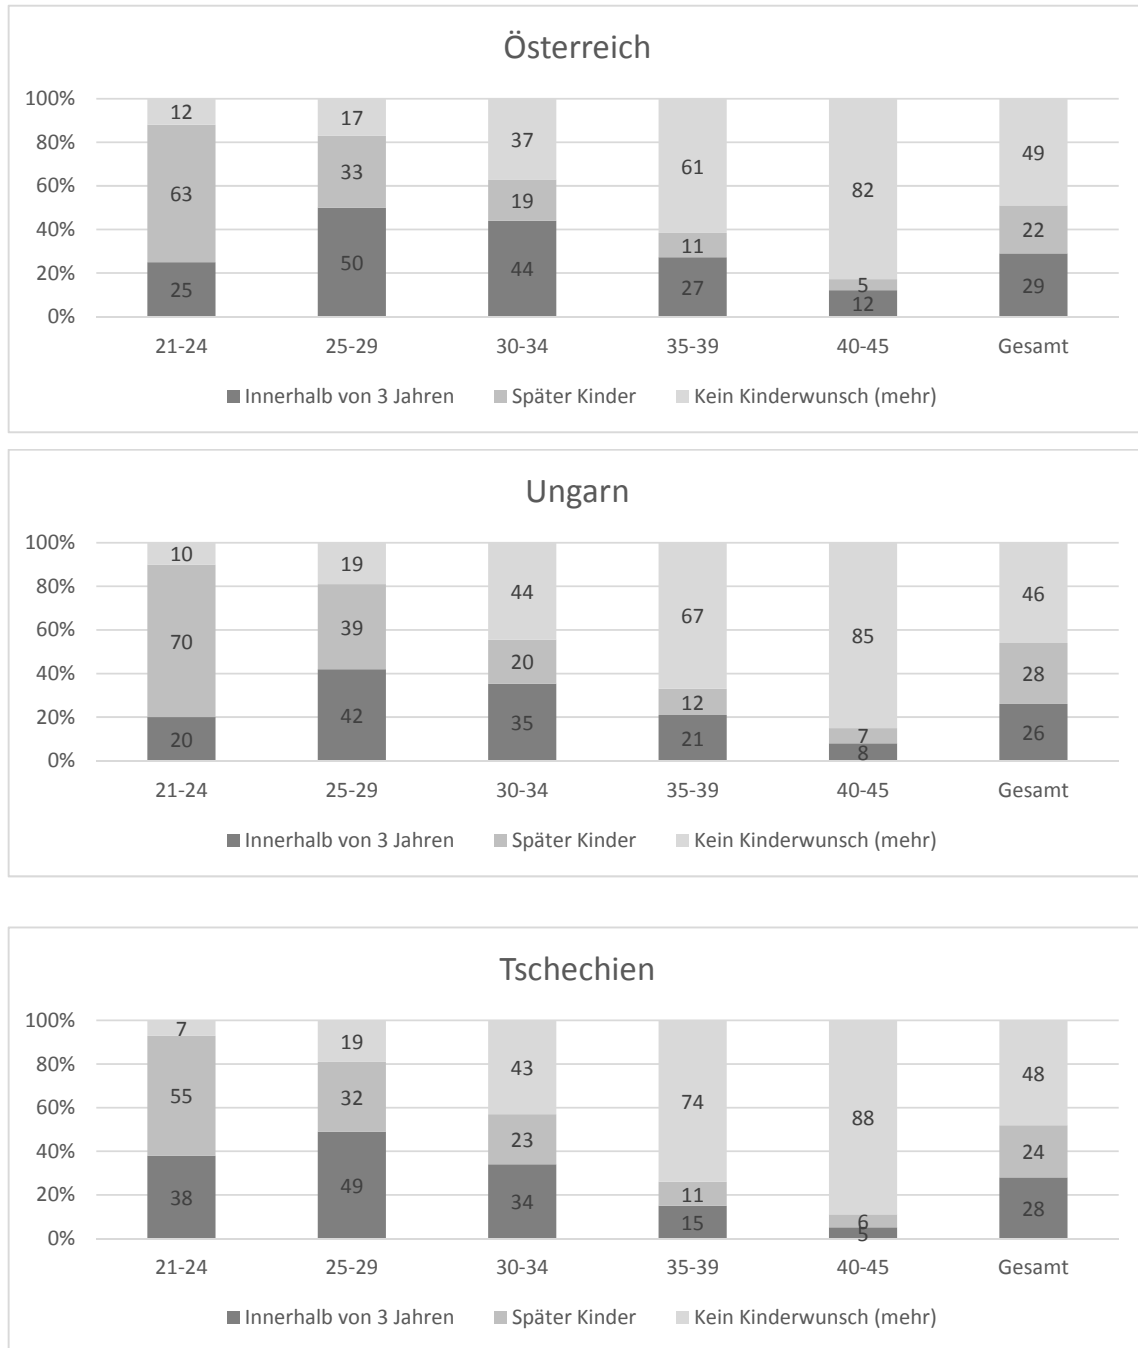 Österreich
100% 12 17 37 61 82 49
80% 63 33 19 11 5 22
60% 25 50 44 27 12 29
40%
20%
0%
21-24 25-29 30-34 35-39 40-45 Gesamt
Innerhalb von 3 Jahren Später Kinder Kein Kinderwunsch (mehr)
Ungarn
100% 10 19 44 67 85 46
80% 70 39 20 12 7 28
60% 20 42 35 21 8 26
40%
20%
0%
21-24 25-29 30-34 35-39 40-45 Gesamt
Innerhalb von 3 Jahren Später Kinder Kein Kinderwunsch (mehr)
Tschechien
100% 7 19 43 74 88 48
80% 55 32 23 11 6 24
60% 38 49 34 15 5 28
40%
20%
0%
21-24 25-29 30-34 35-39 40-45 Gesamt
Innerhalb von 3 Jahren Später Kinder Kein Kinderwunsch (mehr)